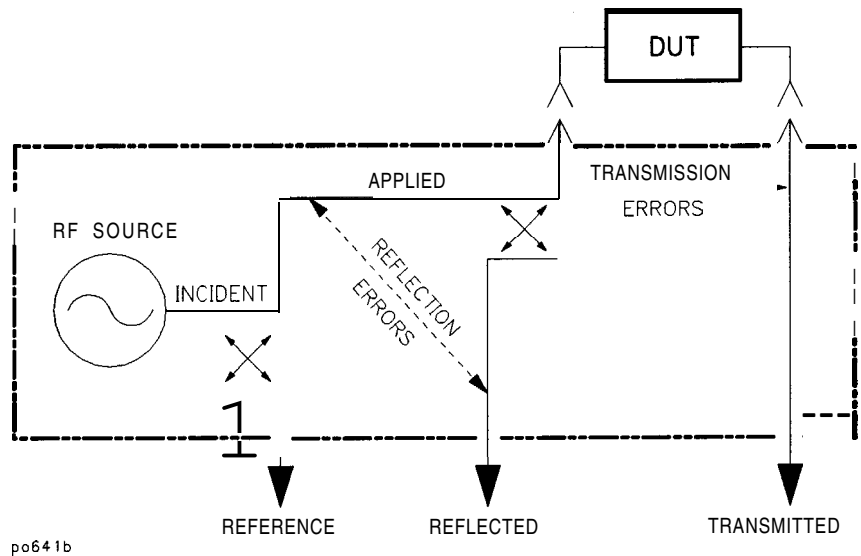 DUT
APPLIED
TRANSMISSION
ERRORS
RF SOURCE
INCIDENT
REFLECTION
ERRORS
REFERENCE
REFLECTED
TRANSMITTED
po641b